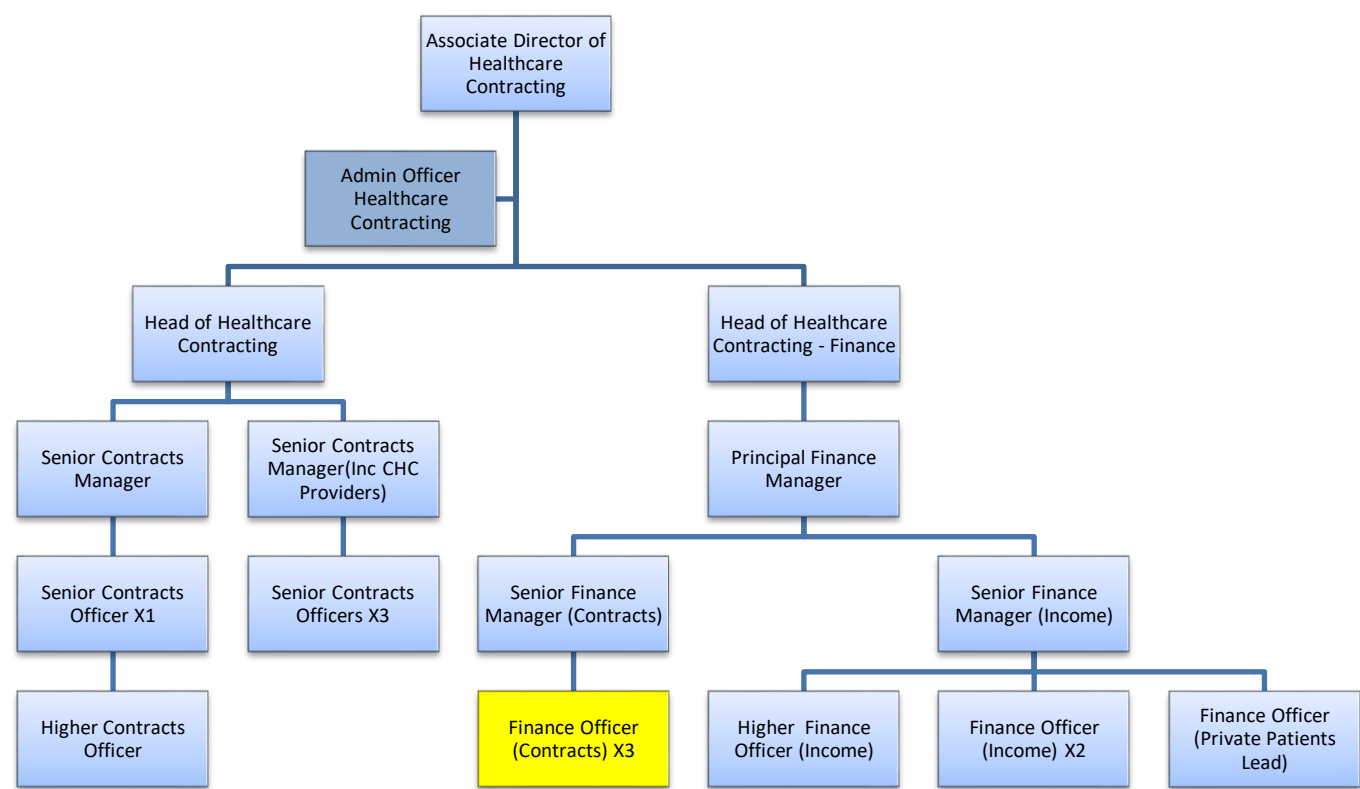 Associate Director of
Healthcare
Contracting
Admin Officer
Healthcare
Contracting
Head of Healthcare
Contracting
Head of Healthcare
Contracting - Finance
Senior Contracts
Manager
Senior Contracts
Manager(Inc CHC
Providers)
Principal Finance
Manager
Senior Contracts
Officer X1
Senior Contracts
Officers X3
Senior Finance
Manager (Contracts)
Senior Finance
Manager (Income)
Higher Contracts
Officer
Finance Officer
(Contracts) X3
Higher Finance
Officer (Income)
Finance Officer
(Income) X2
Finance Officer
(Private Patients
Lead)